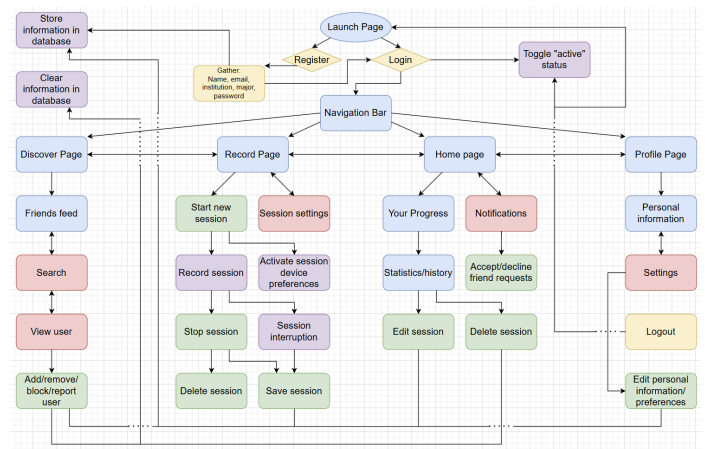 Store
information in
database
Launch Page
Register
Login
Toggle "active"
status
Gather:
Name, email,
institution, major,
password
Clear
information in
database
Navigation Bar
Discover Page
Record Page
Home page
Profile Page
Friends feed
Start new
session
Session settings
Your Progress
Notifications
Personal
information
Search
Record session
Activate session
device
preferences
Statistics/history
Accept/decline
friend requests
Settings
View user
Stop session
Session
interruption
Edit session
Delete session
Logout
Add/remove/
block/report
user
Delete session
Save session
Edit personal
information/
preferences